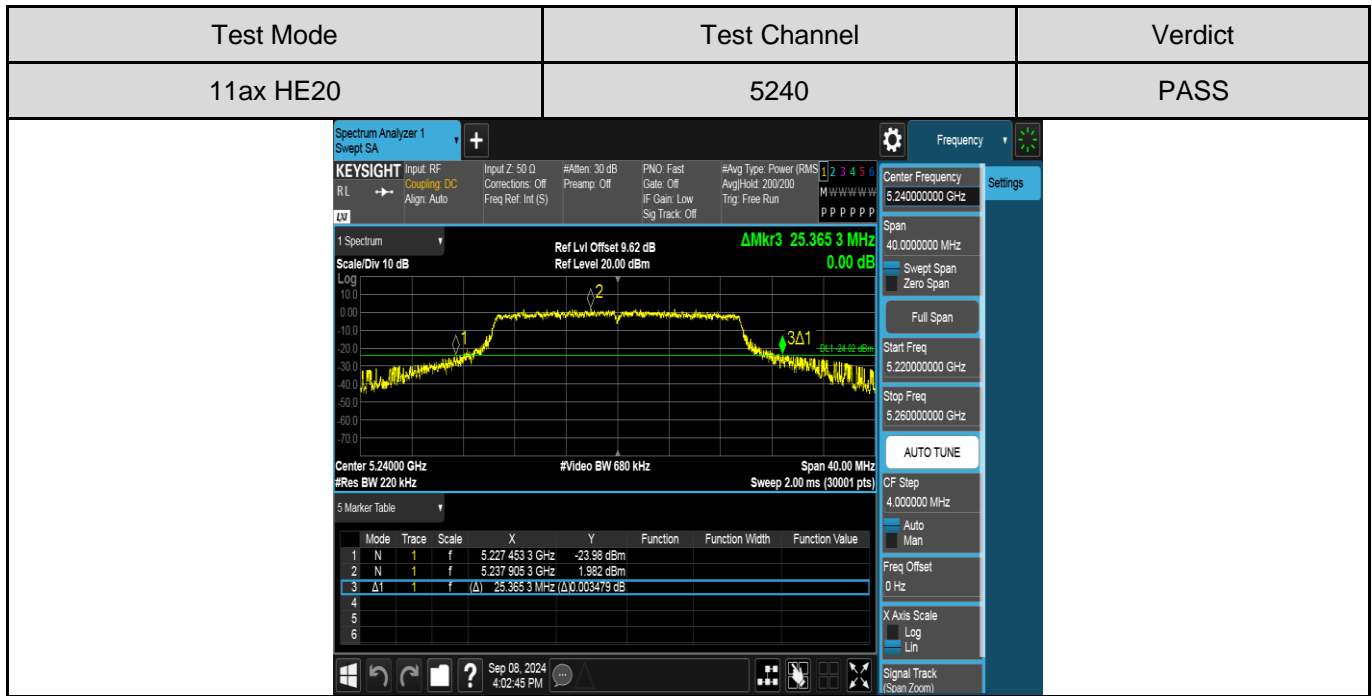 Test Mode Test Channel Verdict
11ax HE20 5240 PASS
Spectrum Analyzer 1
Swept SA
+
Frequency
KEYSIGHT Input: RF Input Z: 50 Ω #Atten: 30 dB PNO: Fast #Avg Type: Power (RMS 1 2 3 4 5 6
RL Coupling: DC Corrections: Off Preamp: Off Gate: Off Avg|Hold: 200/200 M W W W W W
Align: Auto Freq Ref: Int (S) IF Gain: Low Trig: Free Run
LXI Sig Track: Off P P P P P P
1 Spectrum Ref Lvl Offset 9.62 dB ΔMkr3 25.365 3 MHz
Scale/Div 10 dB Ref Level 20.00 dBm 0.00 dB
Log
10.0
0.00
-10.0
-20.0
-30.0
-40.0
-50.0
-60.0
-70.0
1
2
3Δ1
DL1 -24.02 dBm
Center 5.24000 GHz #Video BW 680 kHz Span 40.00 MHz
#Res BW 220 kHz Sweep 2.00 ms (30001 pts)
5 Marker Table
Mode Trace Scale X Y Function Function Width Function Value
1 N 1 f 5.227 453 3 GHz -23.98 dBm
2 N 1 f 5.237 905 3 GHz 1.982 dBm
3 Δ1 1 f (Δ) 25.365 3 MHz (Δ)0.003479 dB
4
5
6
? Sep 08, 2024
4:02:45 PM
Center Frequency
5.240000000 GHz
Settings
Span
40.0000000 MHz
Swept Span
Zero Span
Full Span
Start Freq
5.220000000 GHz
Stop Freq
5.260000000 GHz
AUTO TUNE
CF Step
4.000000 MHz
Auto
Man
Freq Offset
0 Hz
X Axis Scale
Log
Lin
Signal Track
(Span Zoom)